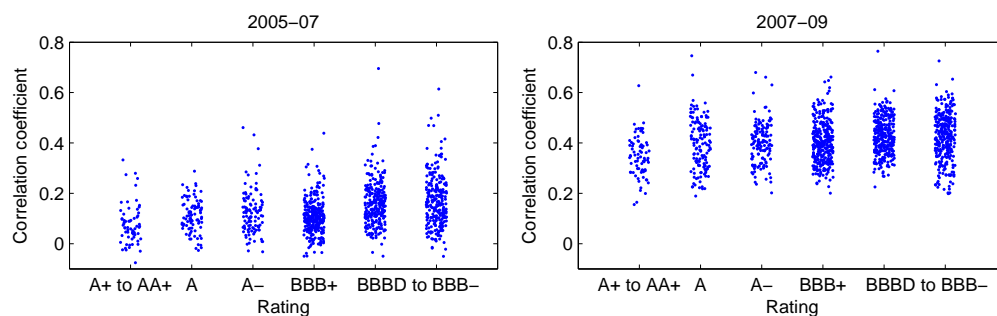 2005−07
0.8
0.6
0.4
0.2
0
Correlation coefficient
A+ to AA+ A A− BBB+ BBBD to BBB−
Rating
2007−09
0.8
0.6
0.4
0.2
0
Correlation coefficient
A+ to AA+ A A− BBB+ BBBD to BBB−
Rating